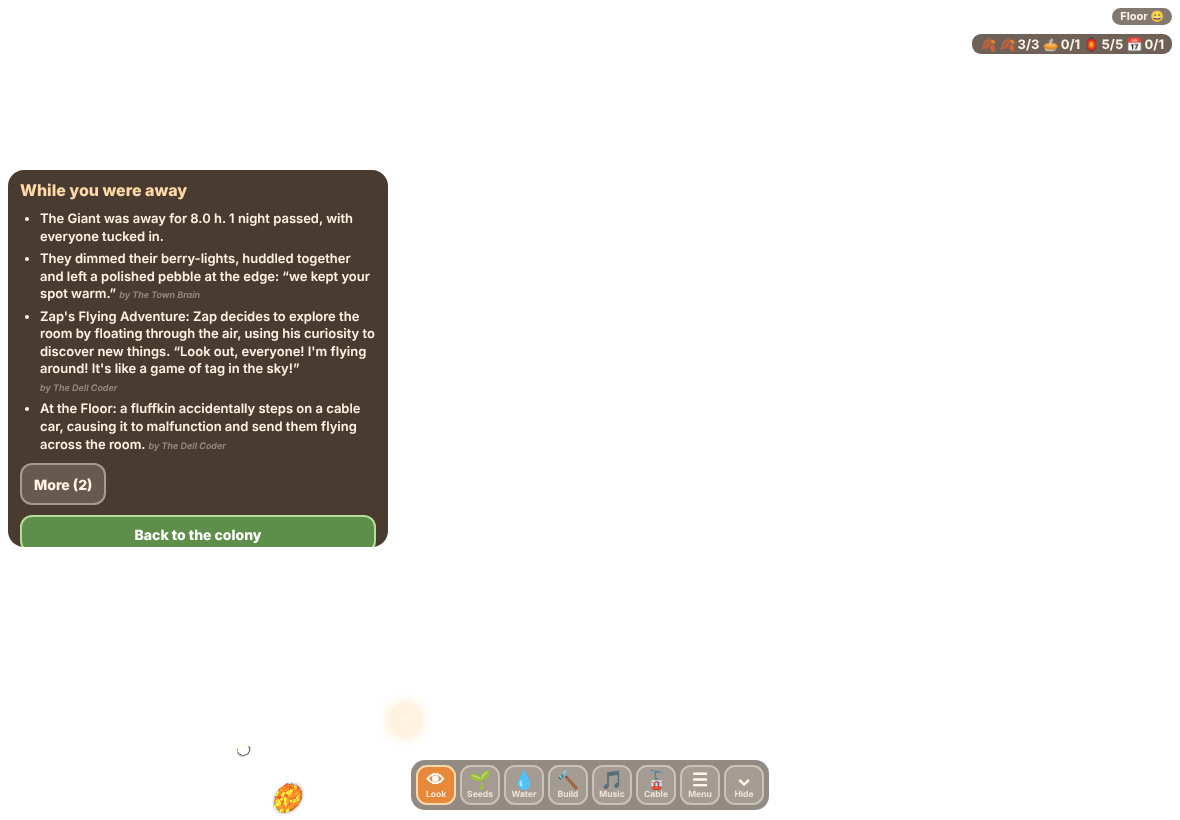 Floor
3/3 0/1 5/5 0/1
While you were away
• The Giant was away for 8.0 h. 1 night passed, with
everyone tucked in.
• They dimmed their berry-lights, huddled together
and left a polished pebble at the edge: “we kept your
spot warm.” by The Town Brain
• Zap's Flying Adventure: Zap decides to explore the
room by floating through the air, using his curiosity to
discover new things. “Look out, everyone! I'm flying
around! It's like a game of tag in the sky!”
by The Dell Coder
• At the Floor: a fluffkin accidentally steps on a cable
car, causing it to malfunction and send them flying
across the room. by The Dell Coder
More (2)
Back to the colony
Look Seeds Water Build Music Cable Menu Hide